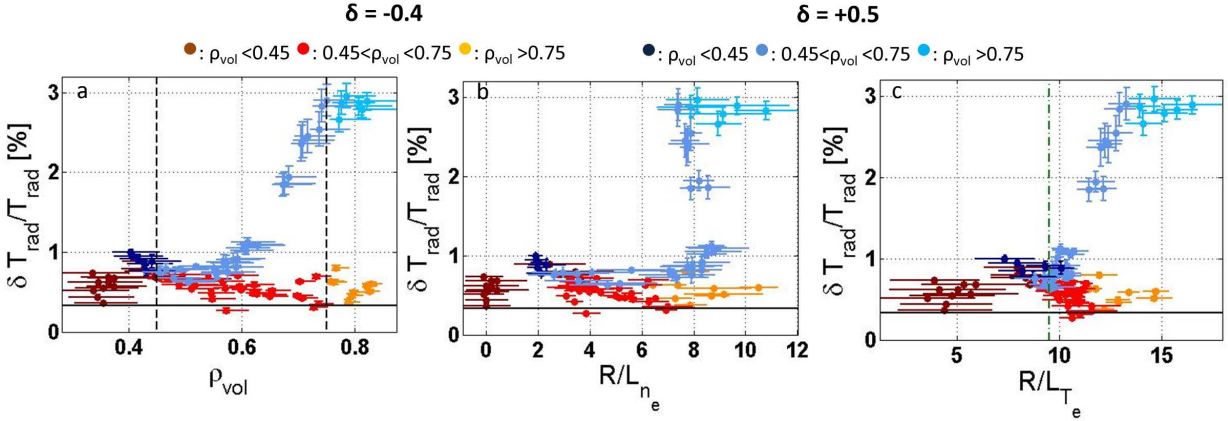 δ = -0.4 δ = +0.5
: ρvol <0.45 : 0.45<ρvol <0.75 : ρvol >0.75 : ρvol <0.45 : 0.45<ρvol <0.75 : ρvol >0.75
a
δ Trad/Trad [%]
3
2
1
0
0.4 0.6 0.8
ρvol
b
δ Trad/Trad [%]
3
2
1
0
0 2 4 6 8 10 12
R/Lne
c
δ Trad/Trad [%]
3
2
1
0
5 10 15
R/LTe